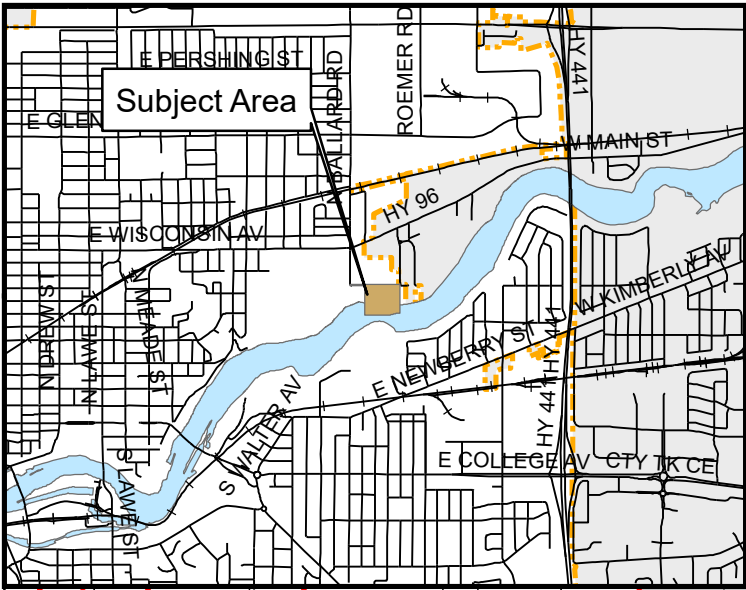 E PERSHING ST
ROEMER RD
HY 441
Subject Area
N BALLARD RD
E GLEN
W MAIN ST
HY 96
E WISCONSIN AV
N DREW ST
N LAWE ST
N MEADE ST
W KIMBERLY AV
E NEWBERRY ST
HY 441
HY 441
S WALTER AV
E COLLEGE AV
CTY TK CE
S LAWE ST